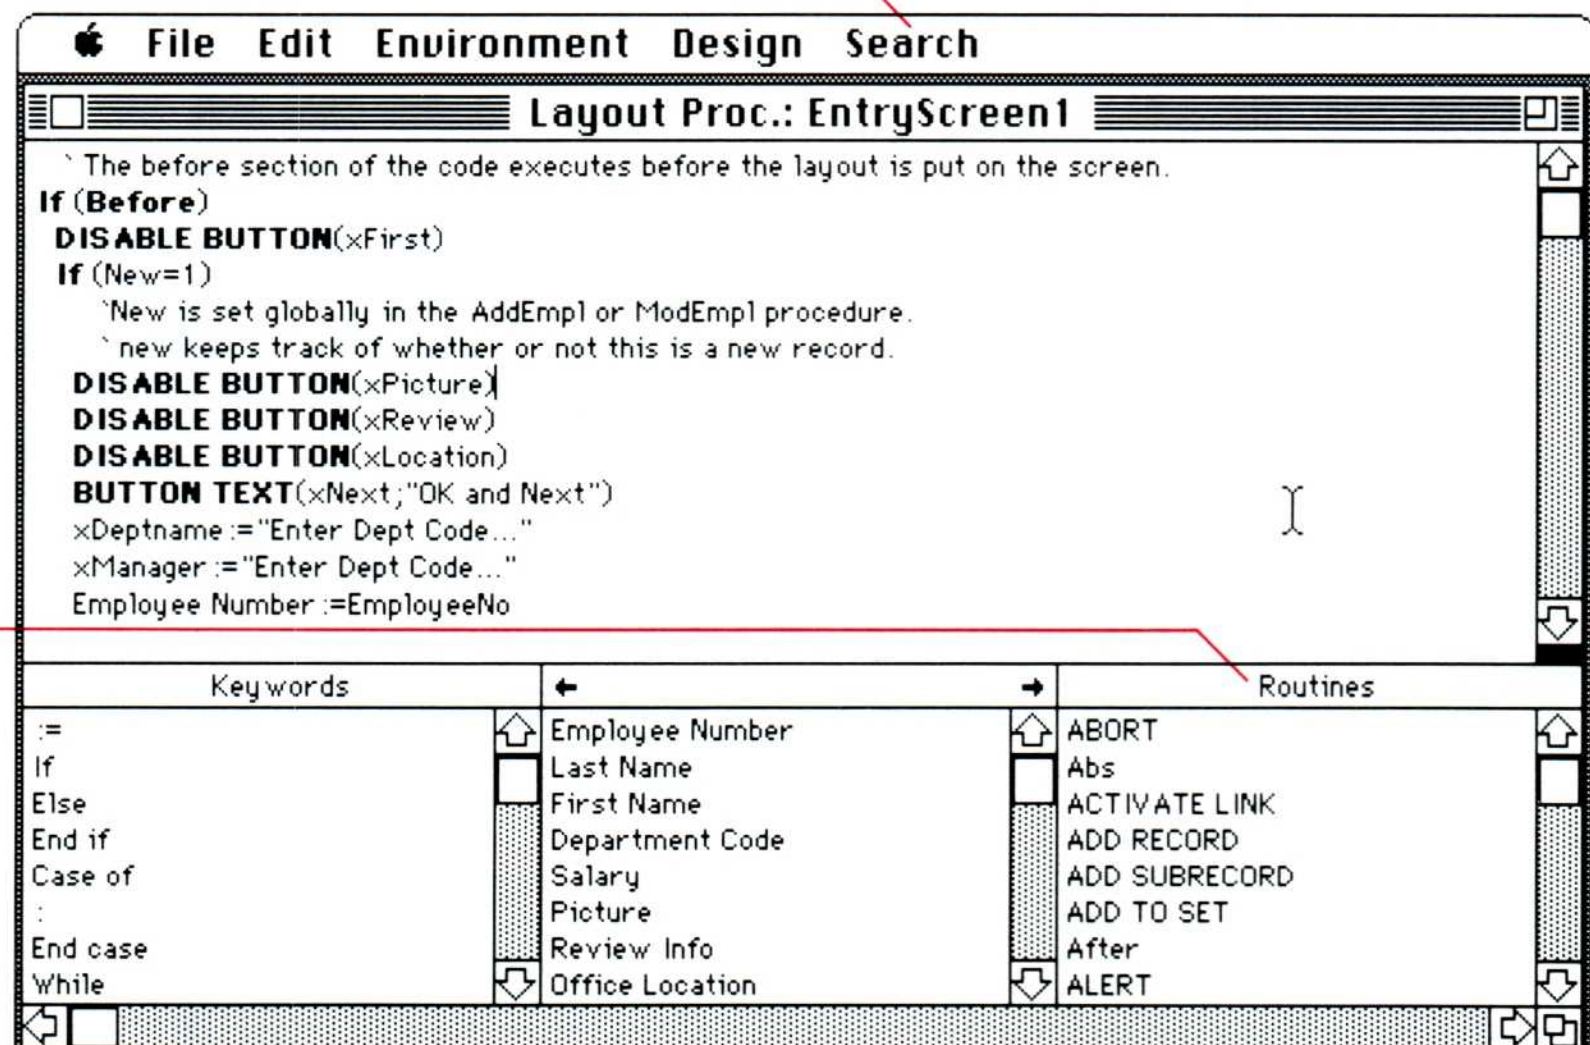 File Edit Environment Design Search
Layout Proc.: EntryScreen1
` The before section of the code executes before the layout is put on the screen.
If (Before)
DISABLE BUTTON(xFirst)
If (New=1)
`New is set globally in the AddEmpl or ModEmpl procedure.
` new keeps track of whether or not this is a new record.
DISABLE BUTTON(xPicture)
DISABLE BUTTON(xReview)
DISABLE BUTTON(xLocation)
BUTTON TEXT(xNext;"OK and Next")
xDeptname :="Enter Dept Code..."
xManager :="Enter Dept Code..."
Employee Number :=EmployeeNo
Keywords
:=
If
Else
End if
Case of
:
End case
While
Employee Number
Last Name
First Name
Department Code
Salary
Picture
Review Info
Office Location
Routines
ABORT
Abs
ACTIVATE LINK
ADD RECORD
ADD SUBRECORD
ADD TO SET
After
ALERT